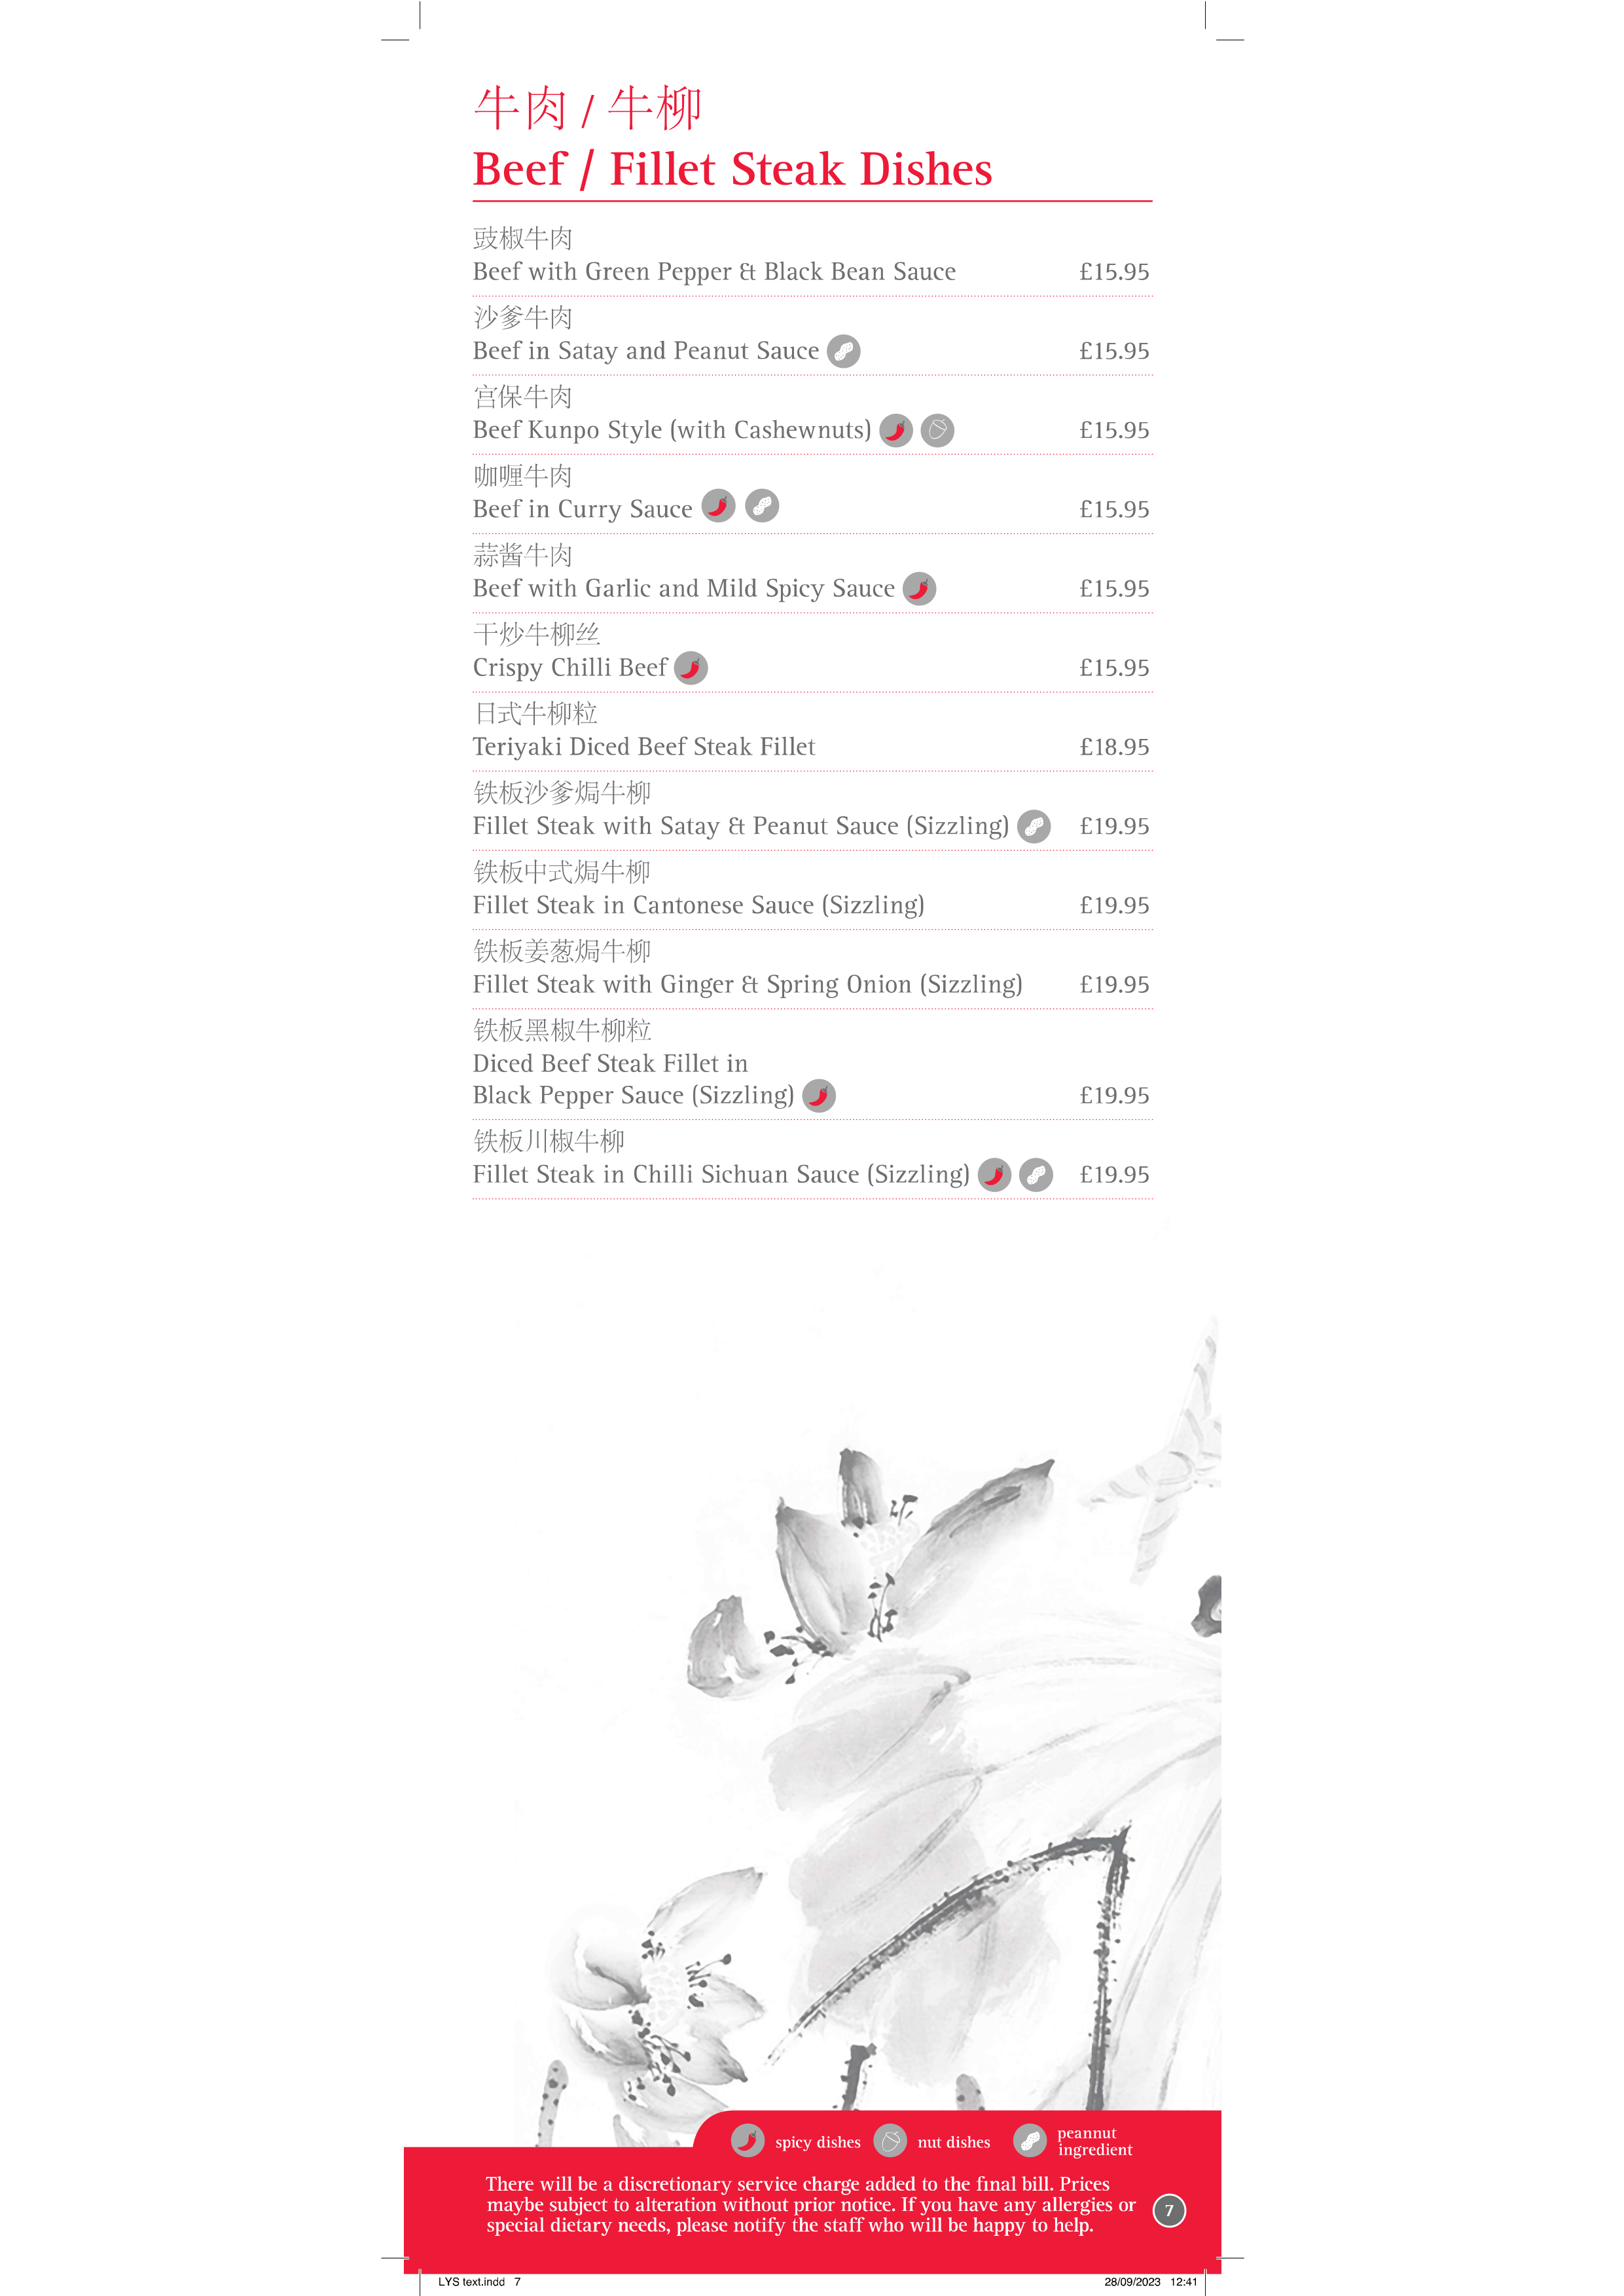 牛肉 / 牛柳
Beef / Fillet Steak Dishes
豉椒牛肉
Beef with Green Pepper & Black Bean Sauce £15.95
沙爹牛肉
Beef in Satay and Peanut Sauce £15.95
宫保牛肉
Beef Kunpo Style (with Cashewnuts) £15.95
咖喱牛肉
Beef in Curry Sauce £15.95
蒜酱牛肉
Beef with Garlic and Mild Spicy Sauce £15.95
干炒牛柳丝
Crispy Chilli Beef £15.95
日式牛柳粒
Teriyaki Diced Beef Steak Fillet £18.95
铁板沙爹焗牛柳
Fillet Steak with Satay & Peanut Sauce (Sizzling) £19.95
铁板中式焗牛柳
Fillet Steak in Cantonese Sauce (Sizzling) £19.95
铁板姜葱焗牛柳
Fillet Steak with Ginger & Spring Onion (Sizzling) £19.95
铁板黑椒牛柳粒
Diced Beef Steak Fillet in
Black Pepper Sauce (Sizzling) £19.95
铁板川椒牛柳
Fillet Steak in Chilli Sichuan Sauce (Sizzling) £19.95
spicy dishes nut dishes peannut
ingredient
There will be a discretionary service charge added to the final bill. Prices
maybe subject to alteration without prior notice. If you have any allergies or
special dietary needs, please notify the staff who will be happy to help.
7
LYS text.indd 7 28/09/2023 12:41